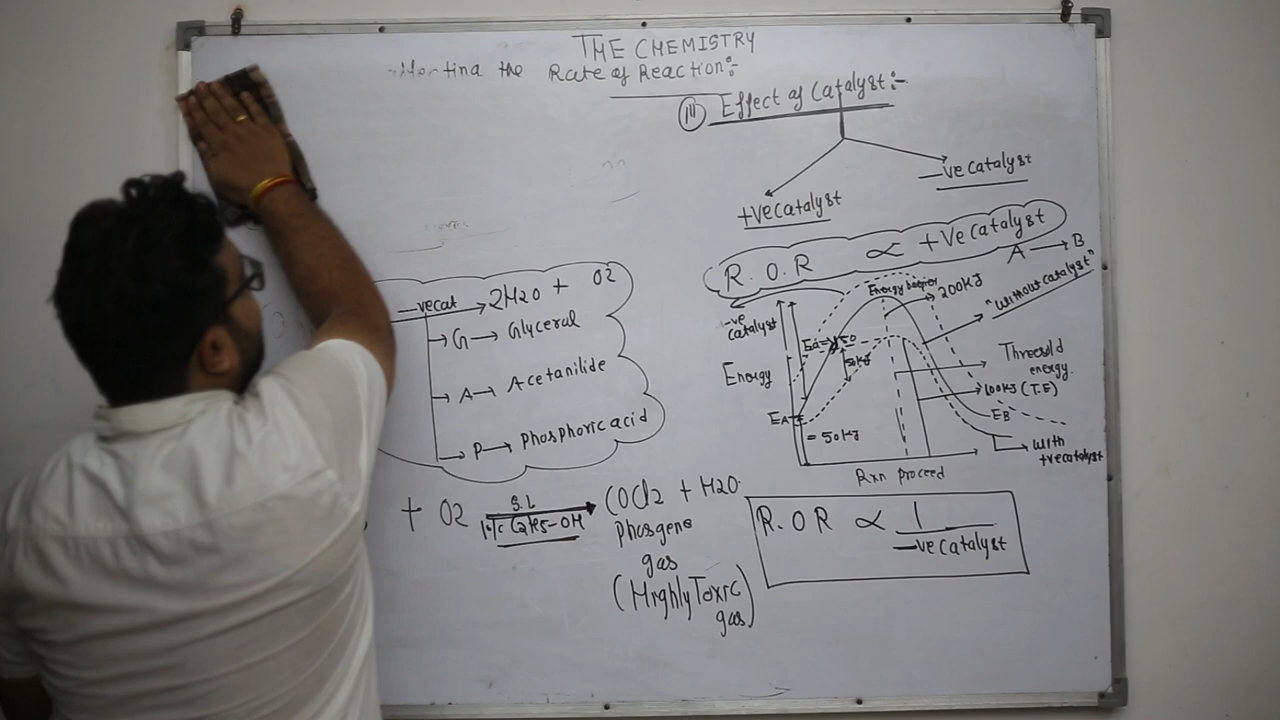 THE CHEMISTRY
the Rate of Reaction:-
III Effect of Catalyst:-
+ve catalyst
-ve catalyst
R.O.R ∝ +Ve catalyst
A → B
-vecat → 2H2O + O2
→ G → Glyceral
→ A → Acetanilide
→ P → Phosphoric acid
-ve catalyst
Energy
Energy barrier
200KJ
"Without catalyst"
Threshold energy.
100KJ (T.E)
EB
with +ve catalyst
EA
= 50KJ
Rxn proceed
+ O2 S.L 1% C2H5-OH → COCl2 + H2O
Phosgene
gas
(Highly Toxic
gas)
R.O.R ∝ 1
-ve catalyst